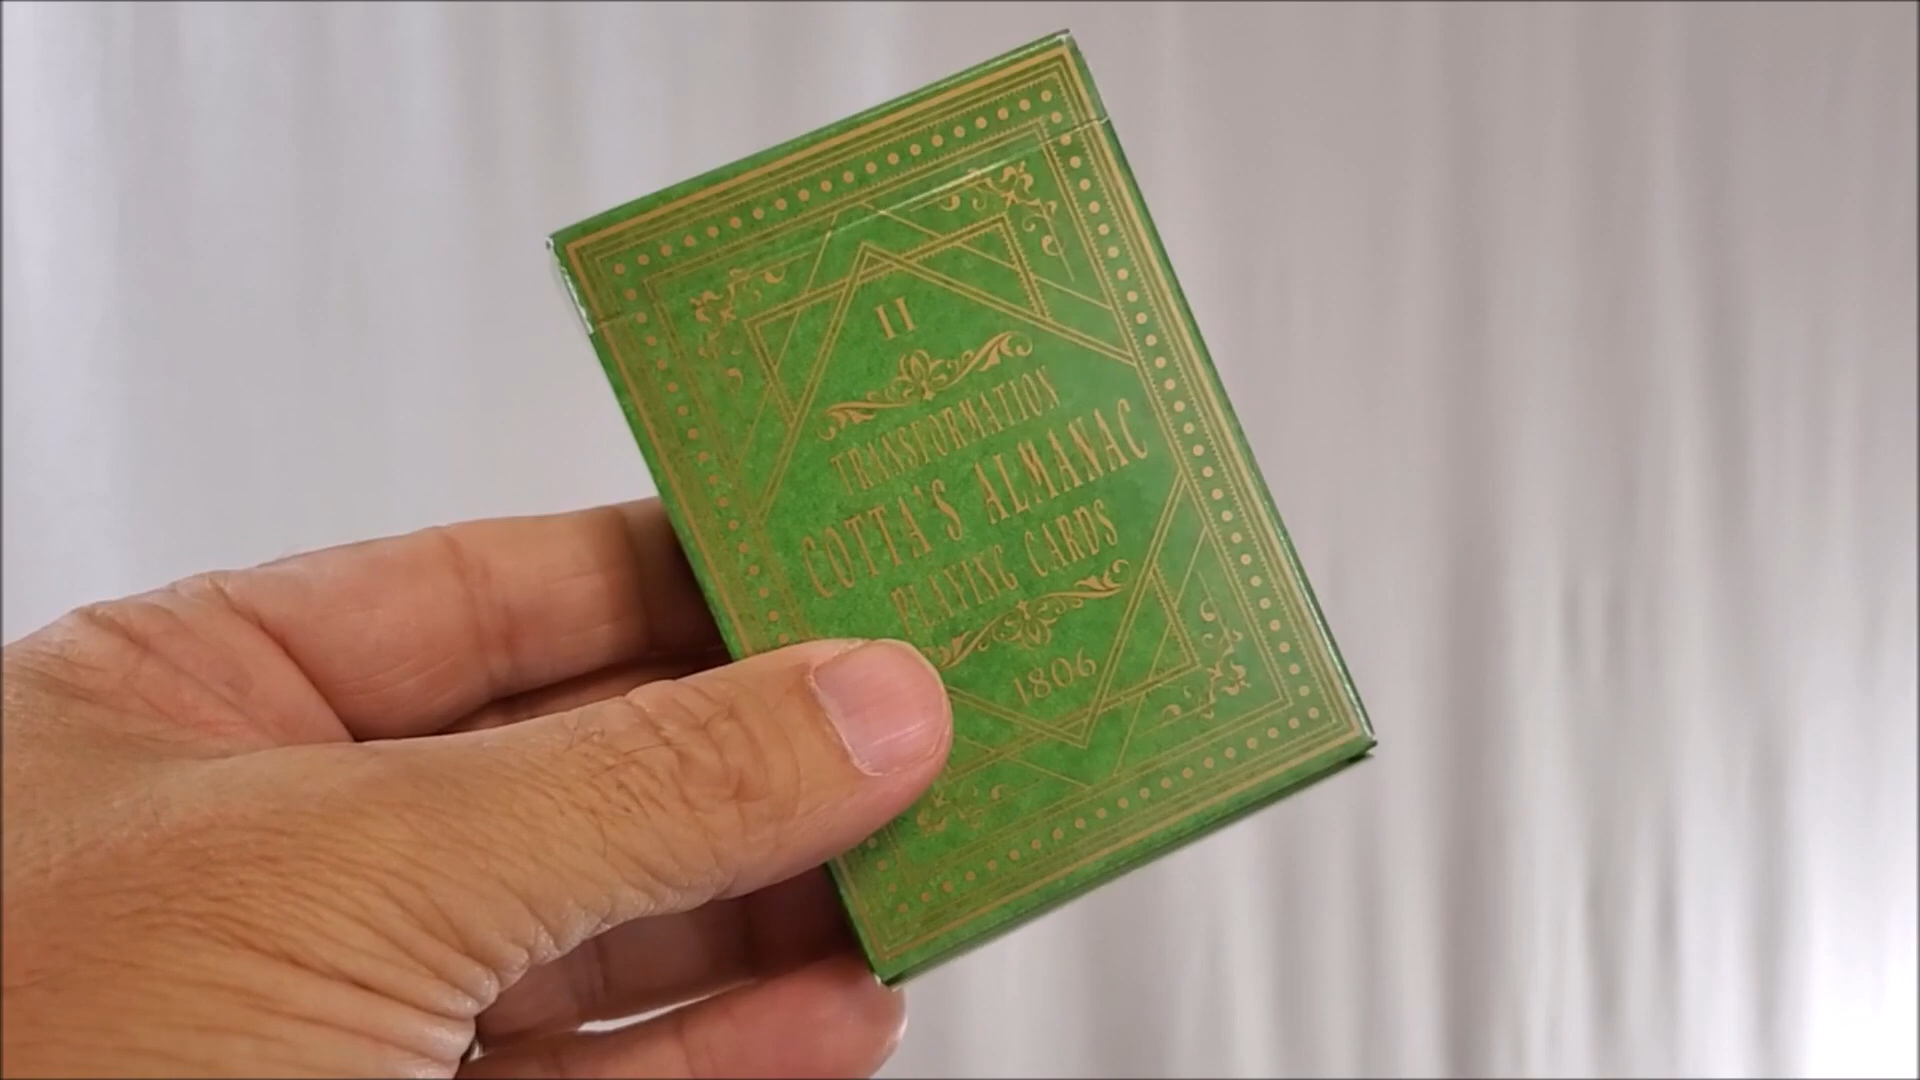 II
TRANSFORMATION
COTTA'S ALMANAC
PLAYING CARDS
1806